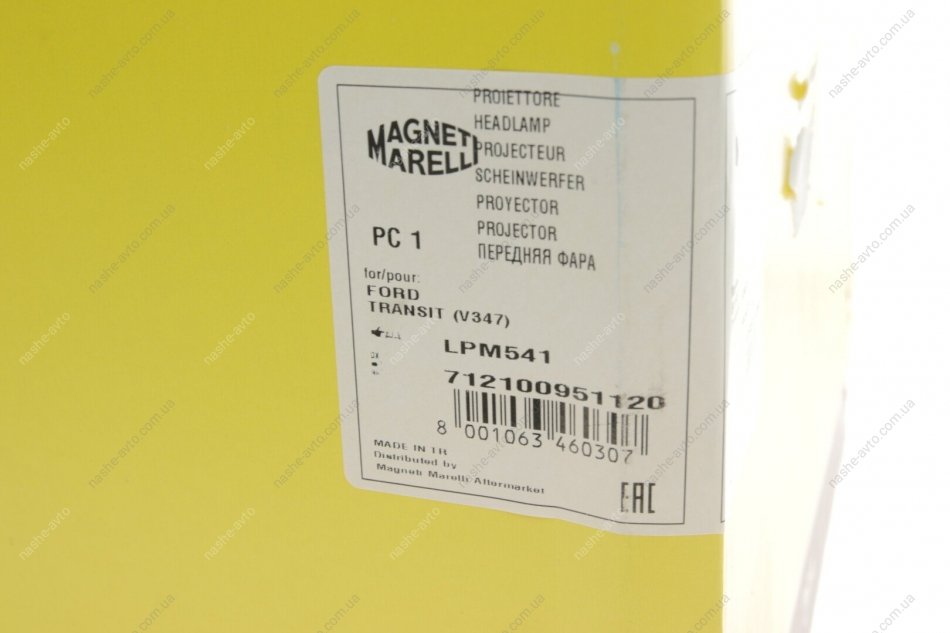 PROIETTORE
HEADLAMP
PROJECTEUR
SCHEINWERFER
PROYECTOR
PROJECTOR
ПЕРЕДНЯЯ ФАРА
MAGNETI
MARELLI
PC 1
for/pour:
FORD
TRANSIT (V347)
LPM541
712100951120
8 001063 460307
MADE IN TR
Distributed by
Magneti Marelli Aftermarket
EAC
nashe-avto.com.ua